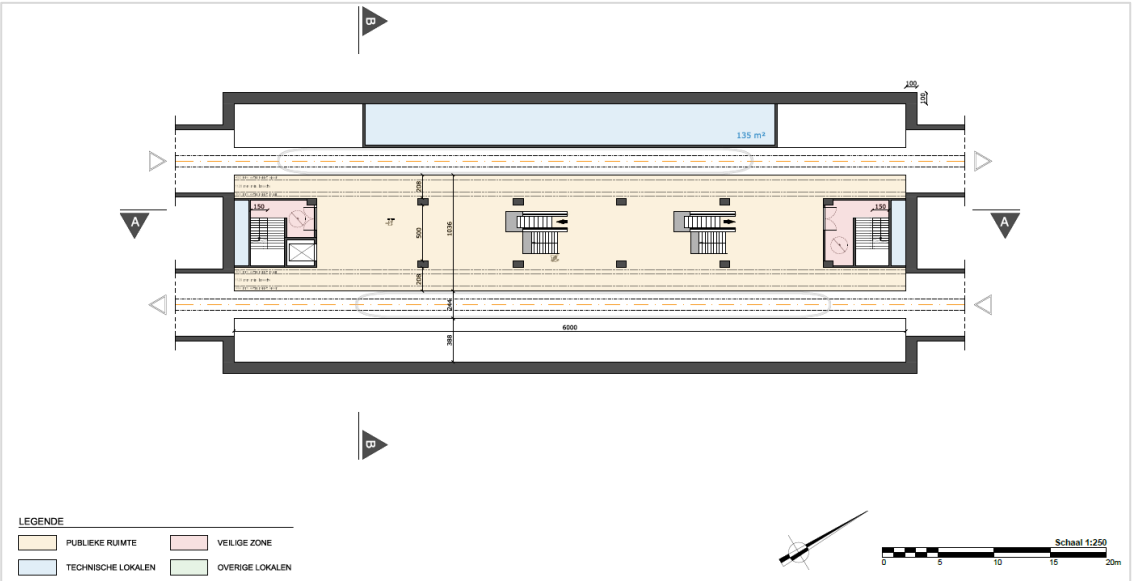 B
100
100
135 m²
208
150
150
A
A
500
1036
208
244
6000
388
B
LEGENDE
PUBLIEKE RUIMTE
VEILIGE ZONE
TECHNISCHE LOKALEN
OVERIGE LOKALEN
Schaal 1:250
0 5 10 15 20m